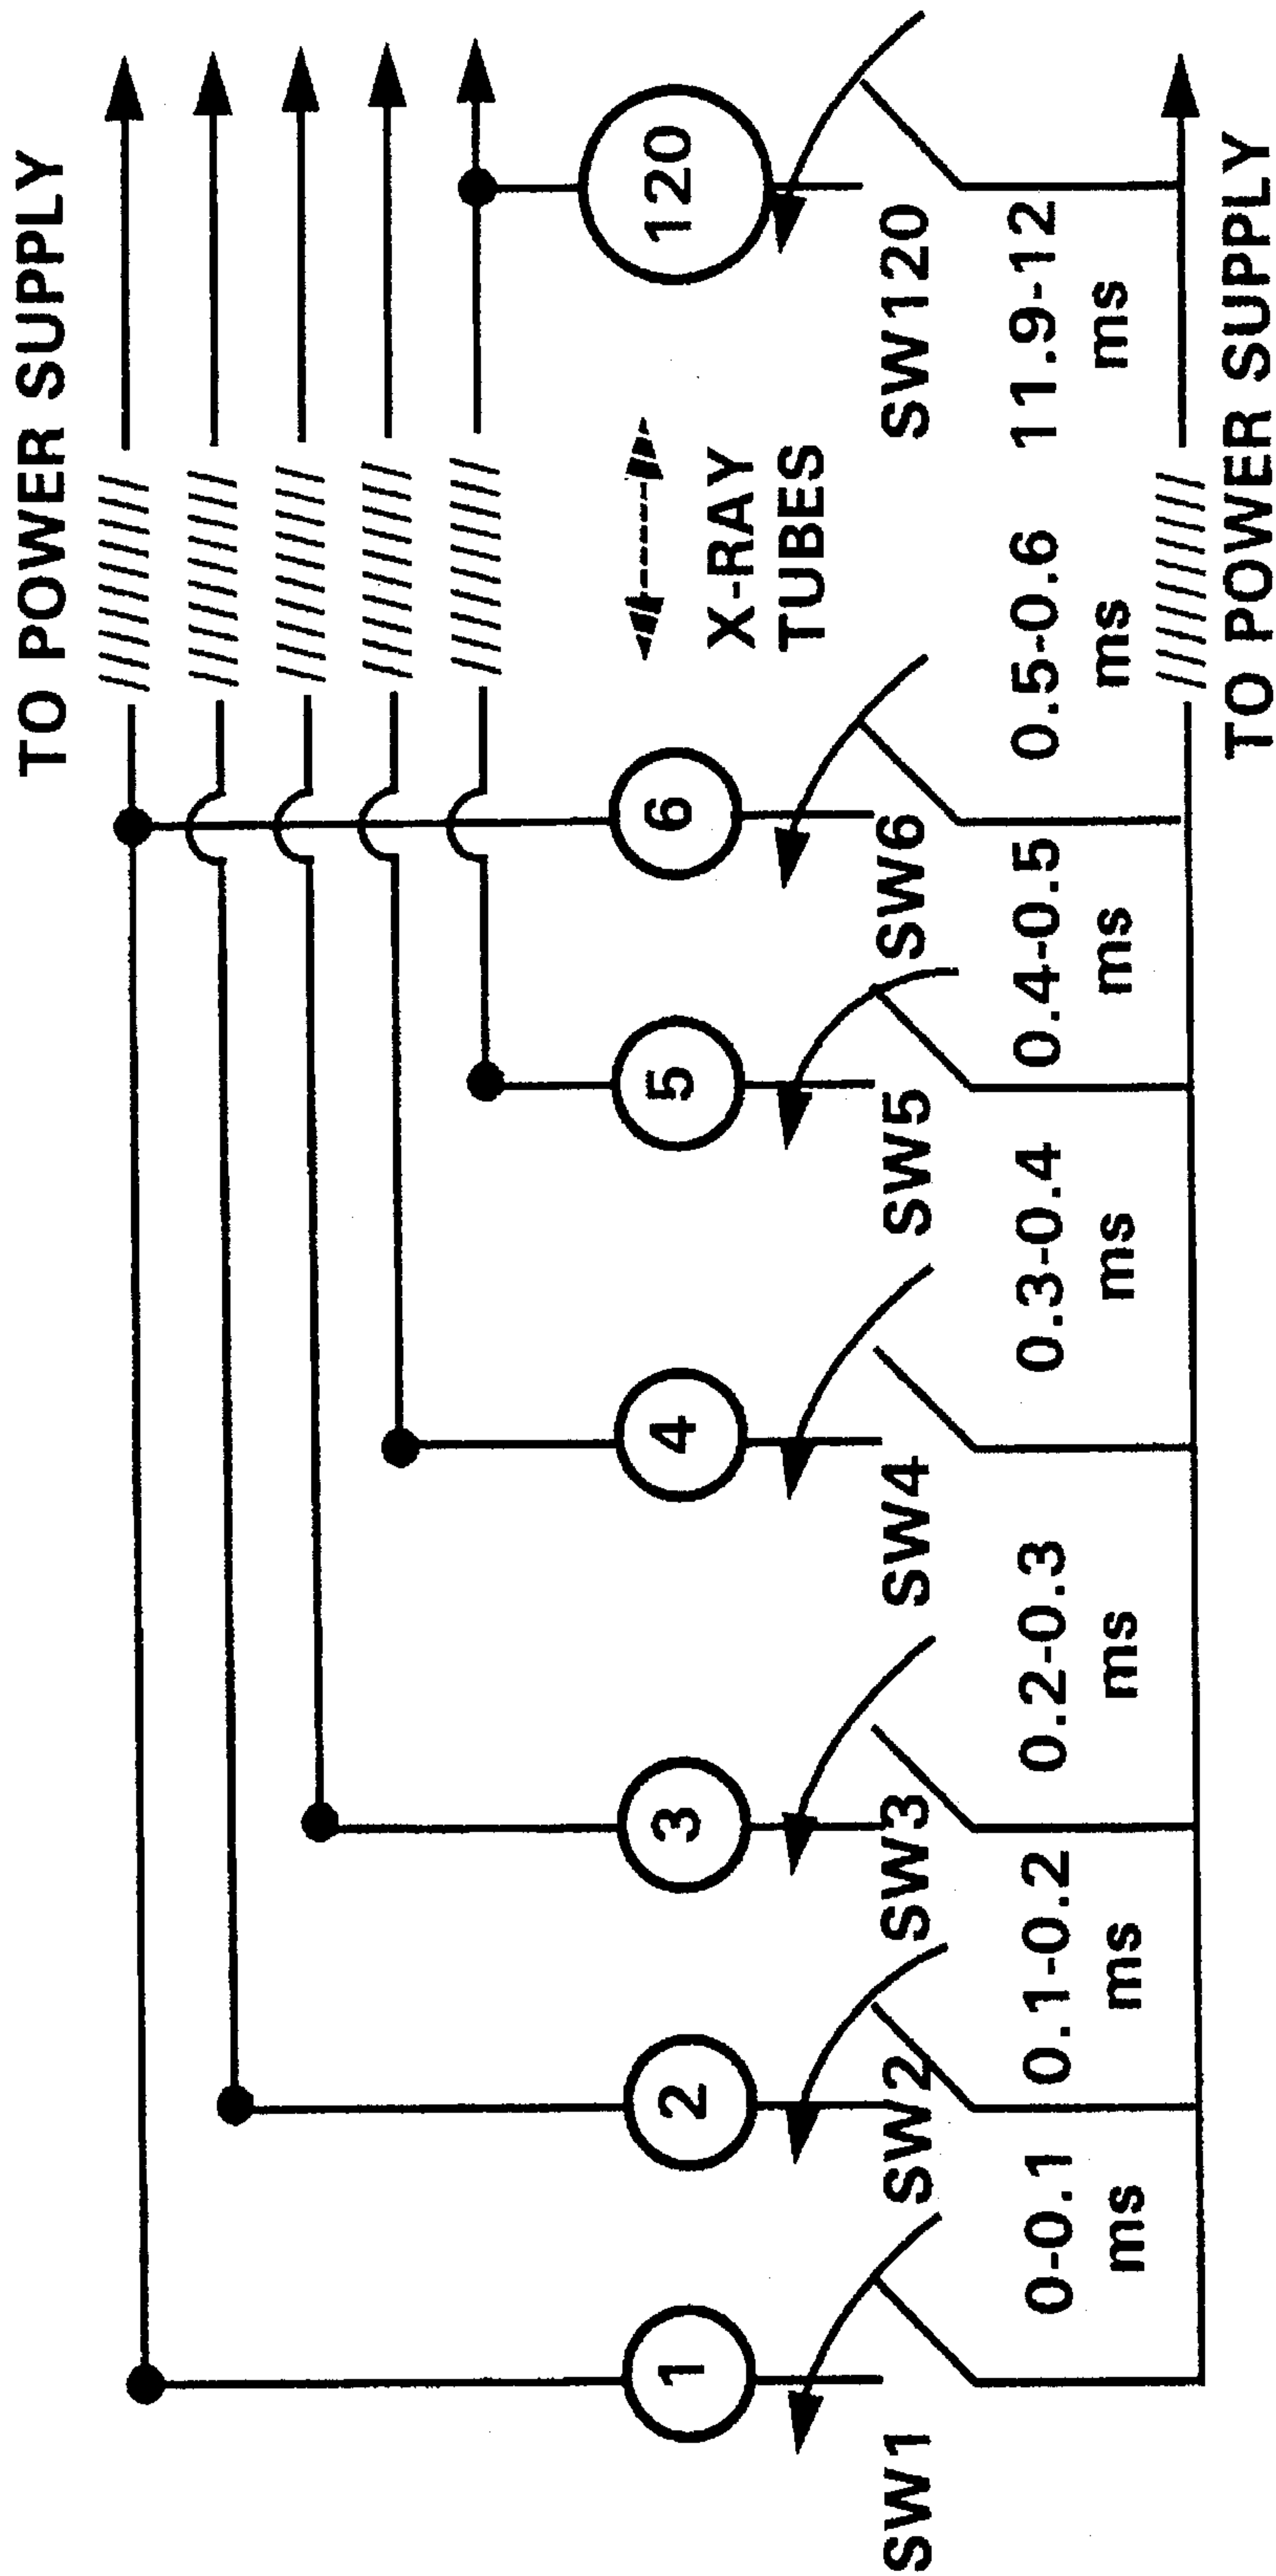 TO POWER SUPPLY
1
2
3
4
5
6
120
X-RAY
TUBES
SW1
SW2
SW3
SW4
SW5
SW6
SW120
0-0.1
ms
0.1-0.2
ms
0.2-0.3
ms
0.3-0.4
ms
0.4-0.5
ms
0.5-0.6
ms
11.9-12
ms
TO POWER SUPPLY